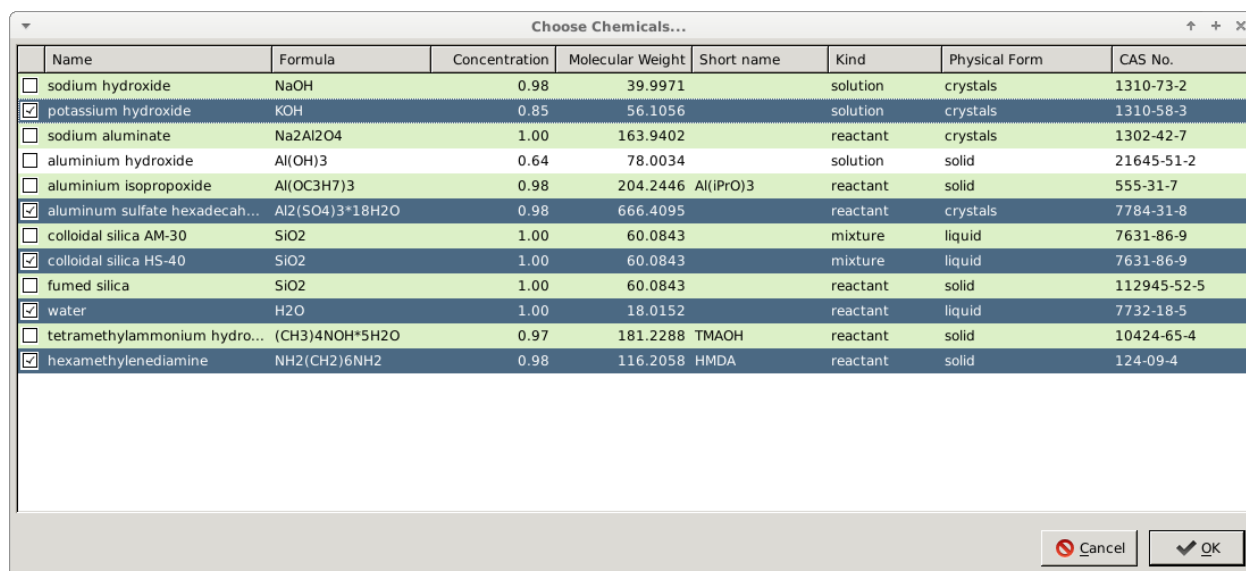 Choose Chemicals...
Name Formula Concentration Molecular Weight Short name Kind Physical Form CAS No.
sodium hydroxide NaOH 0.98 39.9971 solution crystals 1310-73-2
potassium hydroxide KOH 0.85 56.1056 solution crystals 1310-58-3
sodium aluminate Na2Al2O4 1.00 163.9402 reactant crystals 1302-42-7
aluminium hydroxide Al(OH)3 0.64 78.0034 solution solid 21645-51-2
aluminium isopropoxide Al(OC3H7)3 0.98 204.2446 Al(iPrO)3 reactant solid 555-31-7
aluminum sulfate hexadecah... Al2(SO4)3*18H2O 0.98 666.4095 reactant crystals 7784-31-8
colloidal silica AM-30 SiO2 1.00 60.0843 mixture liquid 7631-86-9
colloidal silica HS-40 SiO2 1.00 60.0843 mixture liquid 7631-86-9
fumed silica SiO2 1.00 60.0843 reactant solid 112945-52-5
water H2O 1.00 18.0152 reactant liquid 7732-18-5
tetramethylammonium hydro... (CH3)4NOH*5H2O 0.97 181.2288 TMAOH reactant solid 10424-65-4
hexamethylenediamine NH2(CH2)6NH2 0.98 116.2058 HMDA reactant solid 124-09-4
Cancel OK